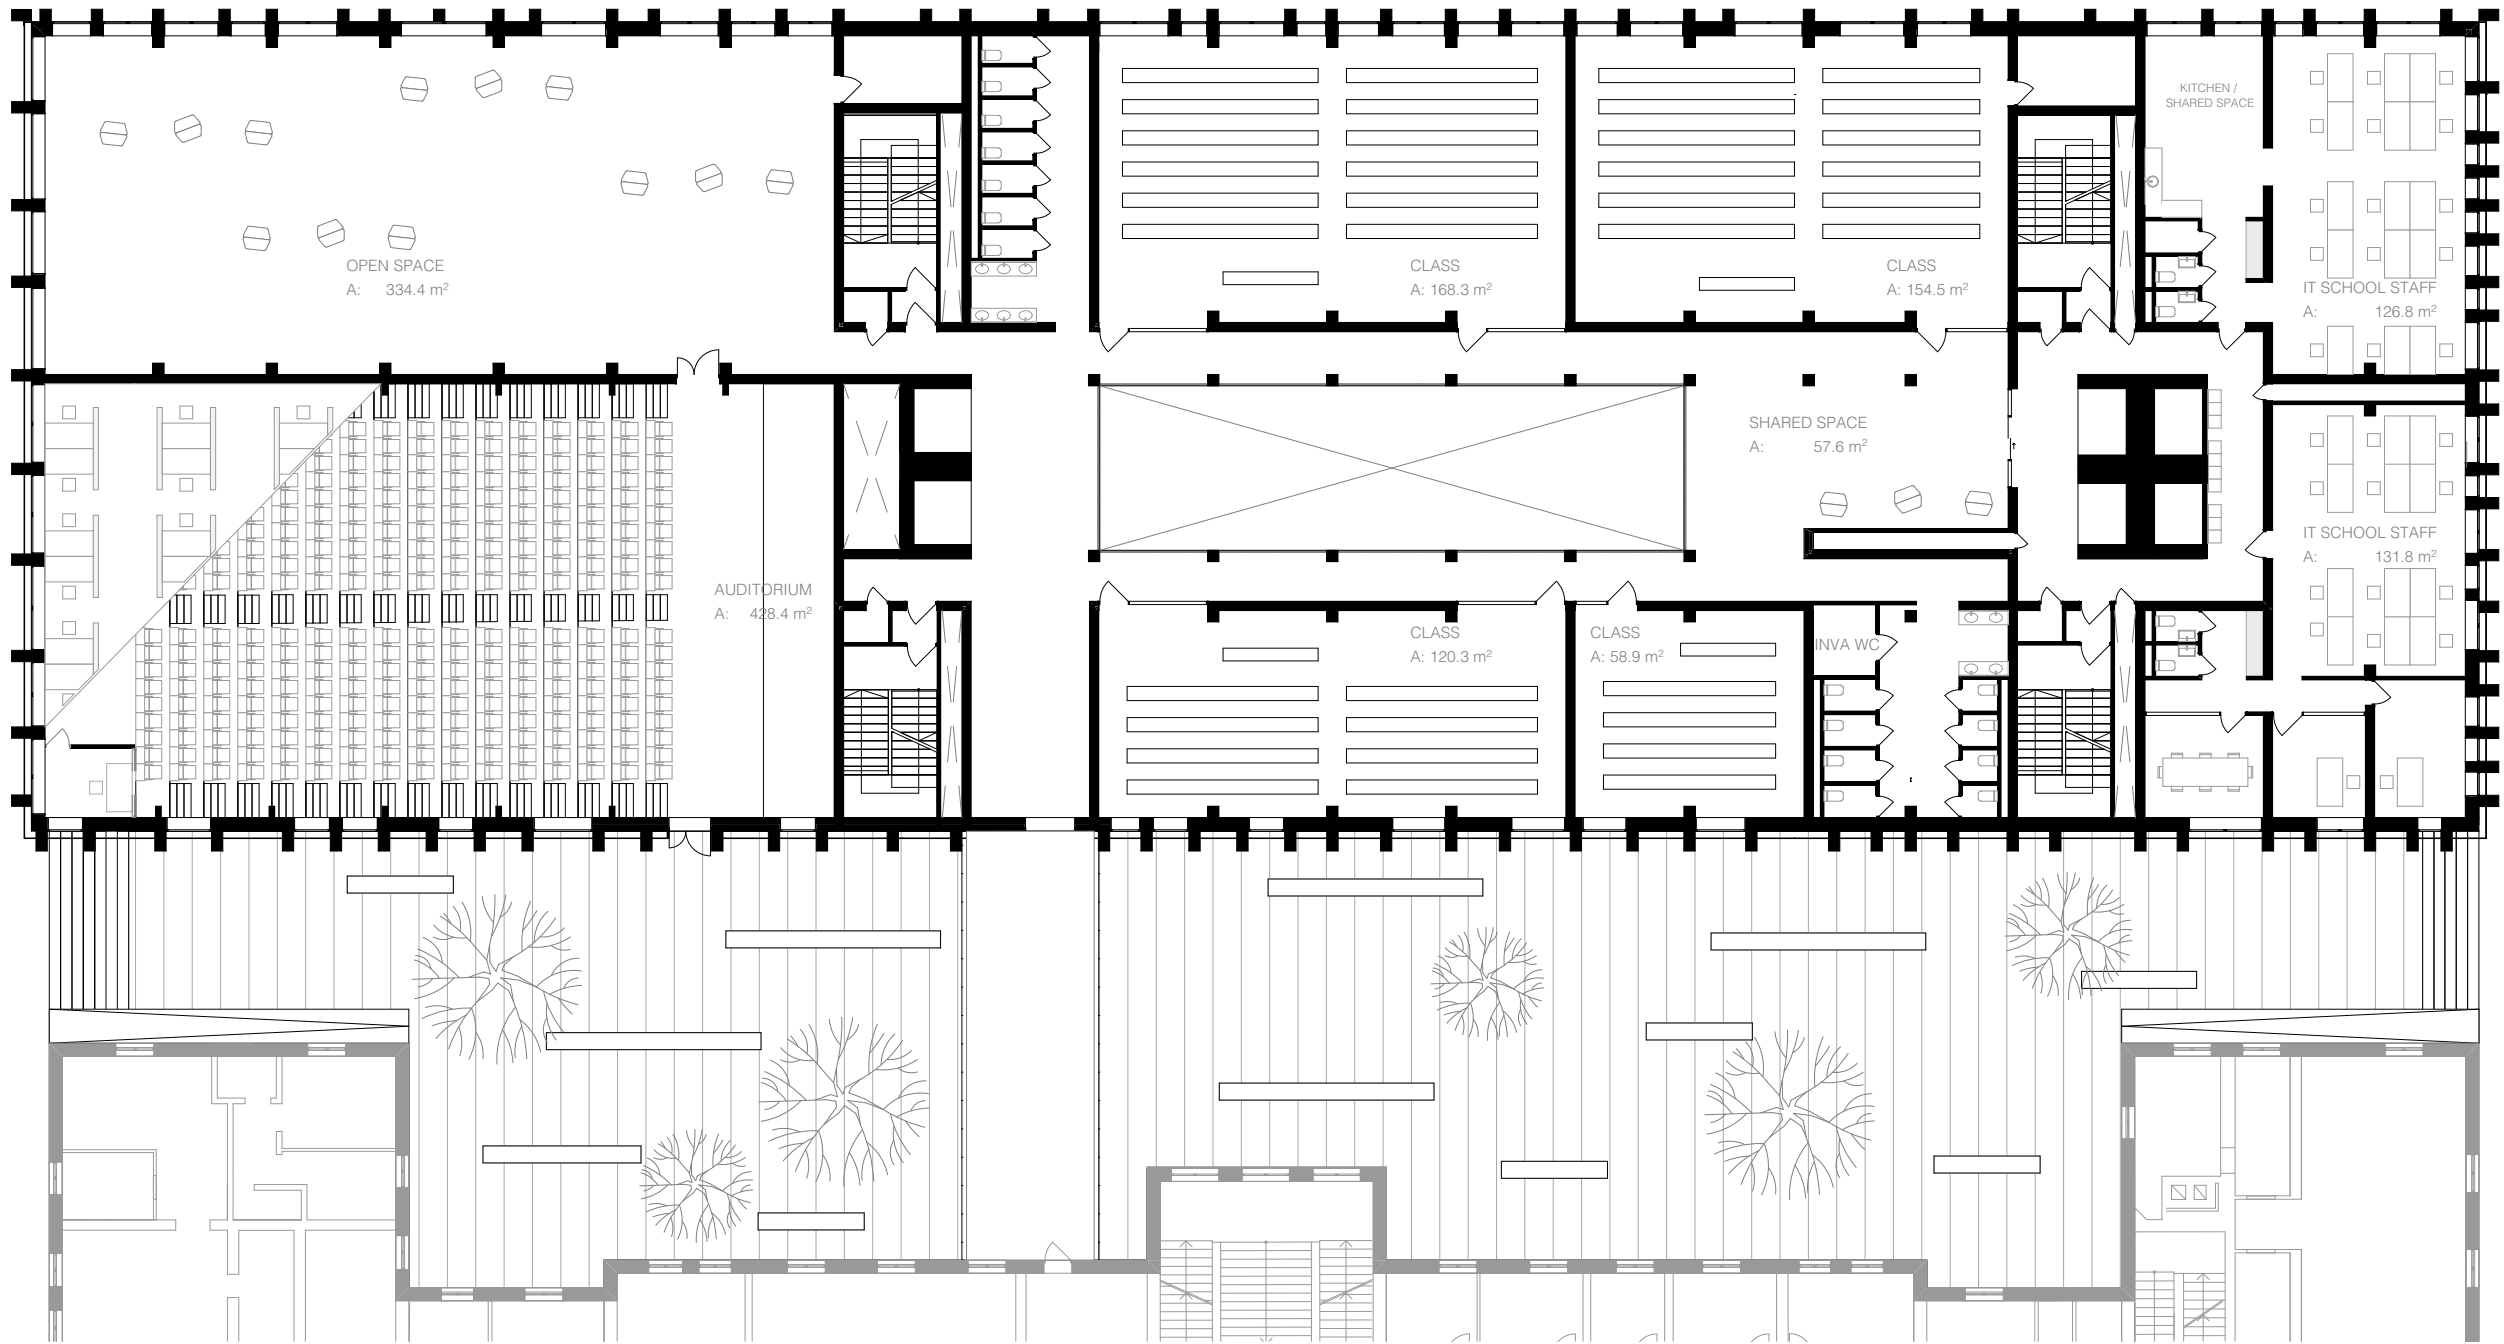 KITCHEN /
SHARED SPACE
OPEN SPACE
A: 334.4 m²
CLASS
A: 168.3 m²
CLASS
A: 154.5 m²
IT SCHOOL STAFF
A: 126.8 m²
SHARED SPACE
A: 57.6 m²
IT SCHOOL STAFF
A: 131.8 m²
AUDITORIUM
A: 428.4 m²
CLASS
A: 120.3 m²
CLASS
A: 58.9 m²
INVA WC